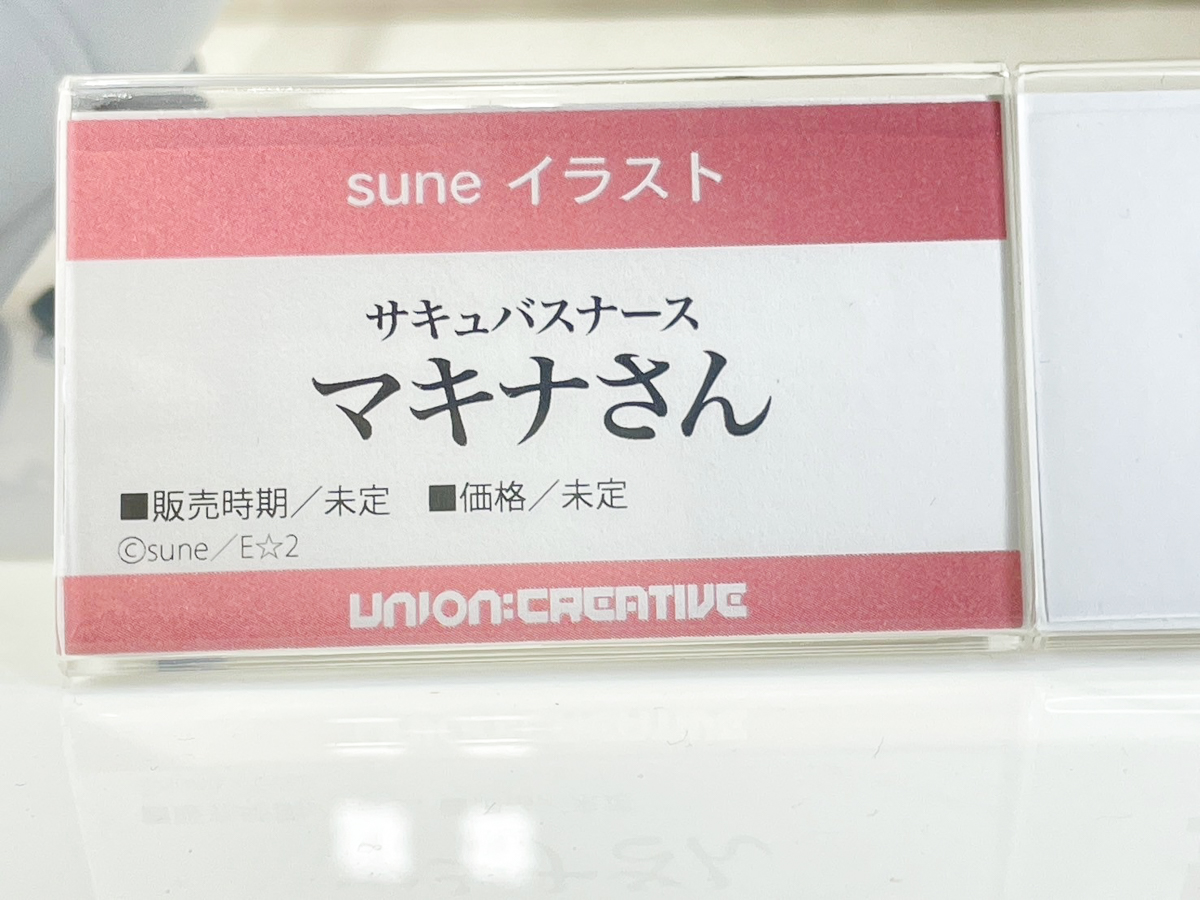 sune イラスト
サキュバスナース
マキナさん
■販売時期／未定　■価格／未定
©sune／E☆2
UNION:CREATIVE